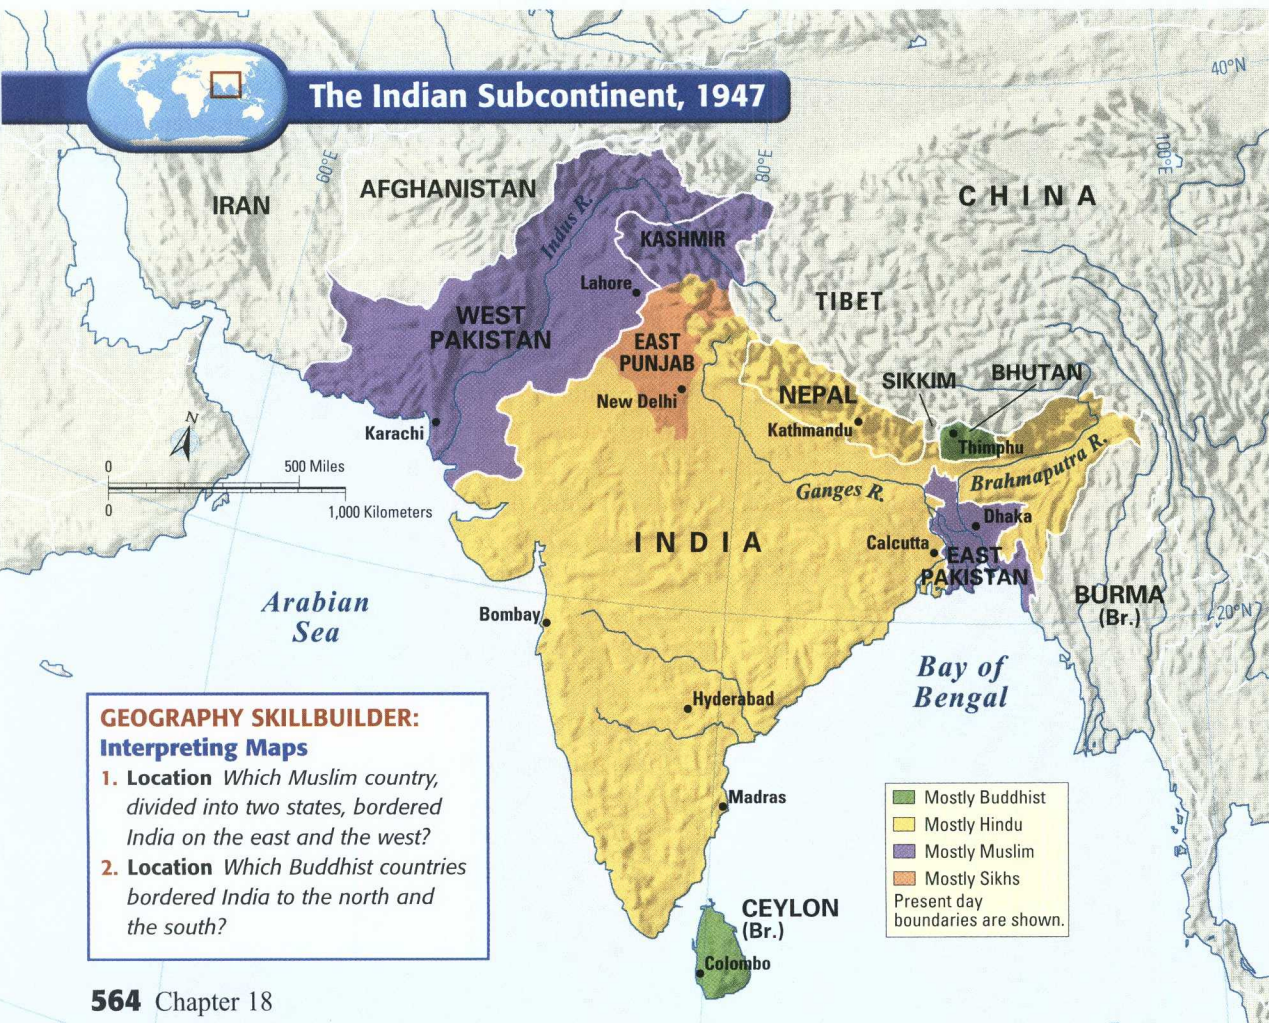 The Indian Subcontinent, 1947
40°N
60°E
80°E
100°E
IRAN
AFGHANISTAN
CHINA
Indus R.
KASHMIR
Lahore
TIBET
WEST
PAKISTAN
EAST
PUNJAB
New Delhi
NEPAL
Kathmandu
SIKKIM
BHUTAN
Thimphu
Brahmaputra R.
Karachi
N
0
500 Miles
0
1,000 Kilometers
Ganges R.
Dhaka
INDIA
Calcutta
EAST
PAKISTAN
BURMA
(Br.)
20°N
Arabian
Sea
Bombay
Bay of
Bengal
Hyderabad
Madras
CEYLON
(Br.)
Colombo
GEOGRAPHY SKILLBUILDER:
Interpreting Maps
1. Location Which Muslim country,
divided into two states, bordered
India on the east and the west?
2. Location Which Buddhist countries
bordered India to the north and
the south?
Mostly Buddhist
Mostly Hindu
Mostly Muslim
Mostly Sikhs
Present day
boundaries are shown.
564 Chapter 18